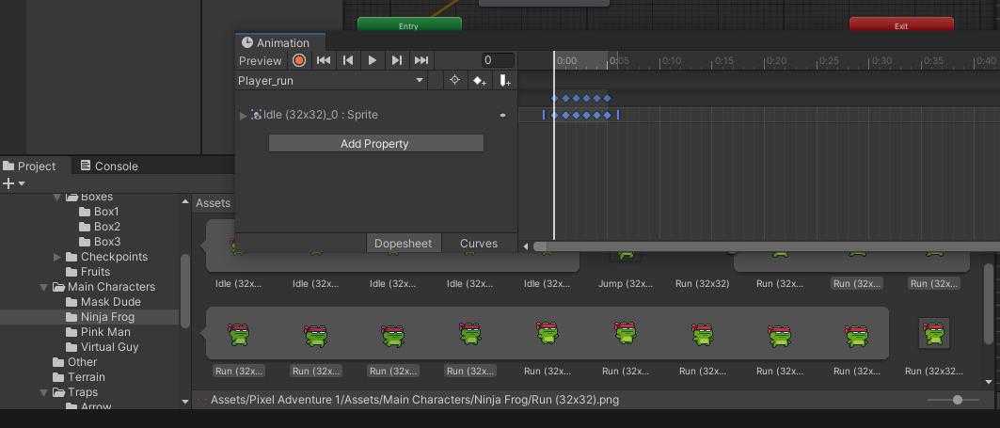 Entry
Exit
Animation
Preview
0
0:00
0:05
0:10
0:15
0:20
0:25
0:30
0:35
0:40
Player_run
Idle (32x32)_0 : Sprite
Add Property
Dopesheet
Curves
Project
Console
Boxes
Box1
Box2
Box3
Checkpoints
Fruits
Main Characters
Mask Dude
Ninja Frog
Pink Man
Virtual Guy
Other
Terrain
Traps
Arrow
Assets
Idle (32x...
Idle (32x...
Idle (32x...
Idle (32x...
Idle (32x...
Jump (32x...
Run (32x32)
Run (32x...
Run (32x...
Run (32x...
Run (32x...
Run (32x...
Run (32x...
Run (32x...
Run (32x...
Run (32x...
Run (32x...
Run (32x...
Run (32x...
Run (32x32...
Assets/Pixel Adventure 1/Assets/Main Characters/Ninja Frog/Run (32x32).png